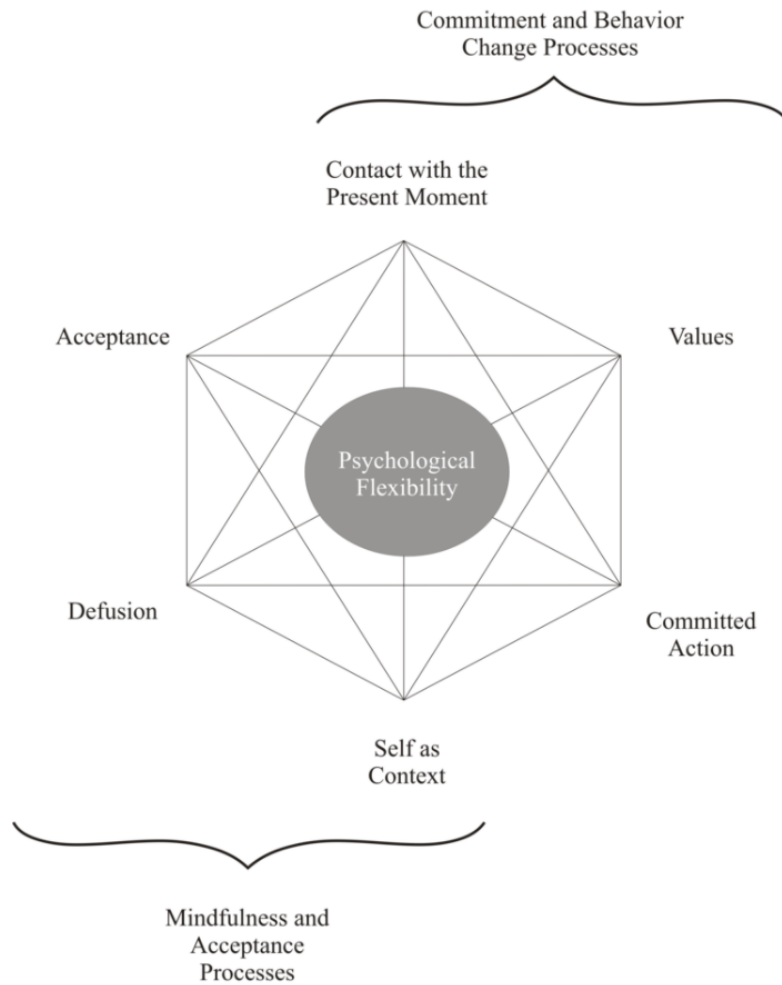 Commitment and Behavior
Change Processes
Contact with the
Present Moment
Acceptance
Values
Psychological
Flexibility
Defusion
Committed
Action
Self as
Context
Mindfulness and
Acceptance
Processes